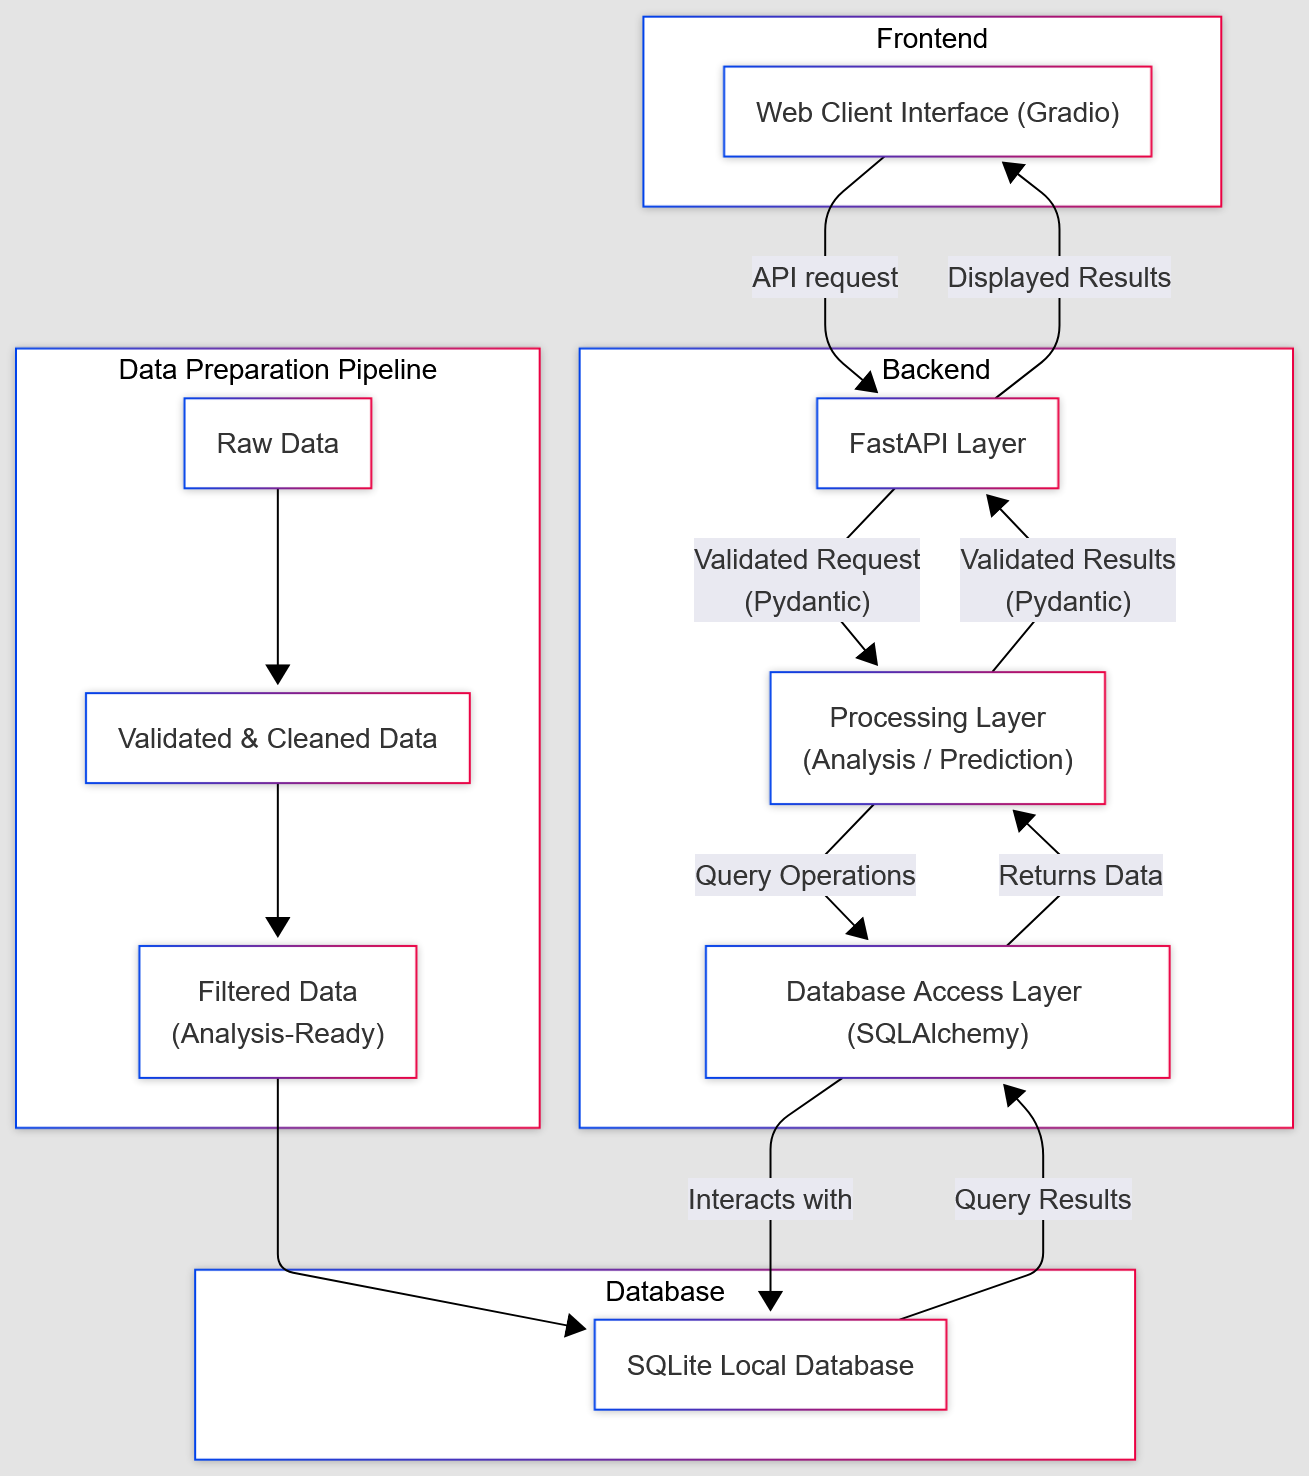 Frontend
Web Client Interface (Gradio)
API request
Displayed Results
Data Preparation Pipeline
Raw Data
Validated & Cleaned Data
Filtered Data
(Analysis-Ready)
Backend
FastAPI Layer
Validated Request
(Pydantic)
Validated Results
(Pydantic)
Processing Layer
(Analysis / Prediction)
Query Operations
Returns Data
Database Access Layer
(SQLAlchemy)
Interacts with
Query Results
Database
SQLite Local Database